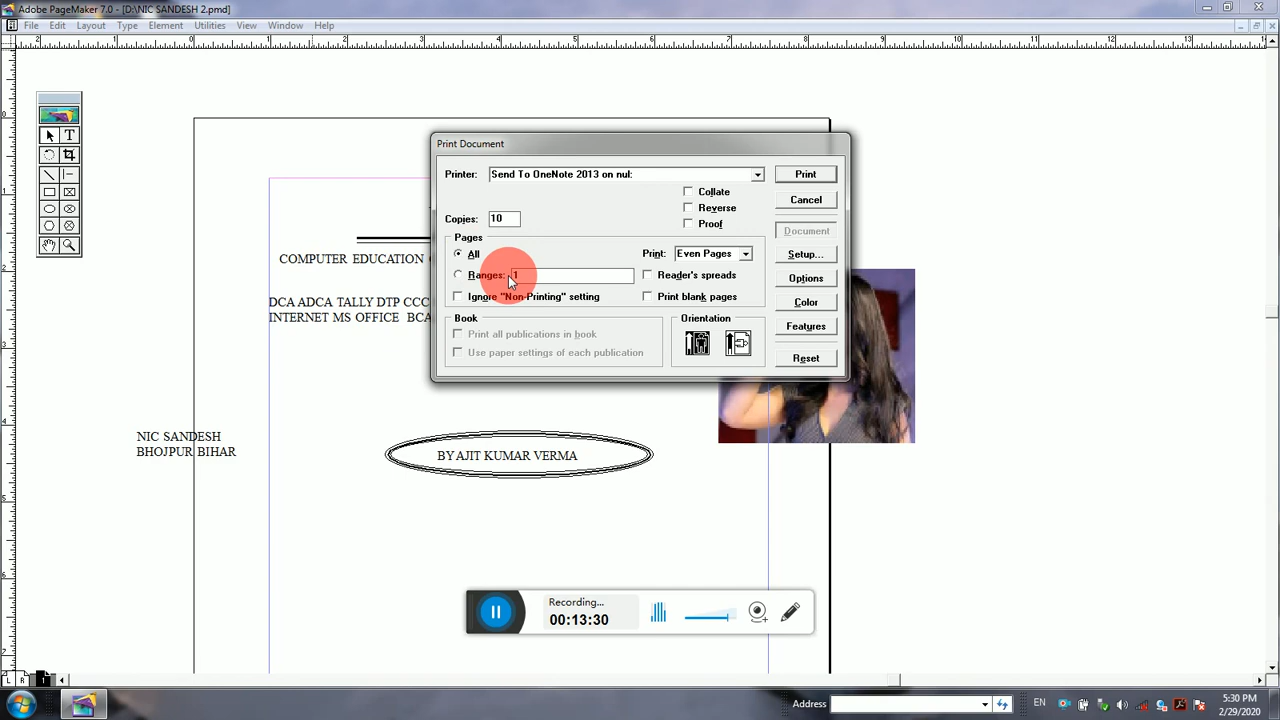 Adobe PageMaker 7.0 - [D:\NIC SANDESH 2.pmd]
File Edit Layout Type Element Utilities View Window Help
Print Document
Printer: Send To OneNote 2013 on nul: Print
Collate
Cancel
Reverse
Copies: 10 Proof
Document
Pages
All Print: Even Pages Setup...
Ranges: 1 Reader's spreads Options
Ignore "Non-Printing" setting Print blank pages Color
Book Orientation
Print all publications in book Features
Use paper settings of each publication Reset
COMPUTER EDUCATION
DCA ADCA TALLY DTP CCC
INTERNET MS OFFICE BCA
NIC SANDESH
BHOJPUR BIHAR
BY AJIT KUMAR VERMA
Recording...
00:13:30
L R 1
Address EN 5:30 PM
2/29/2020